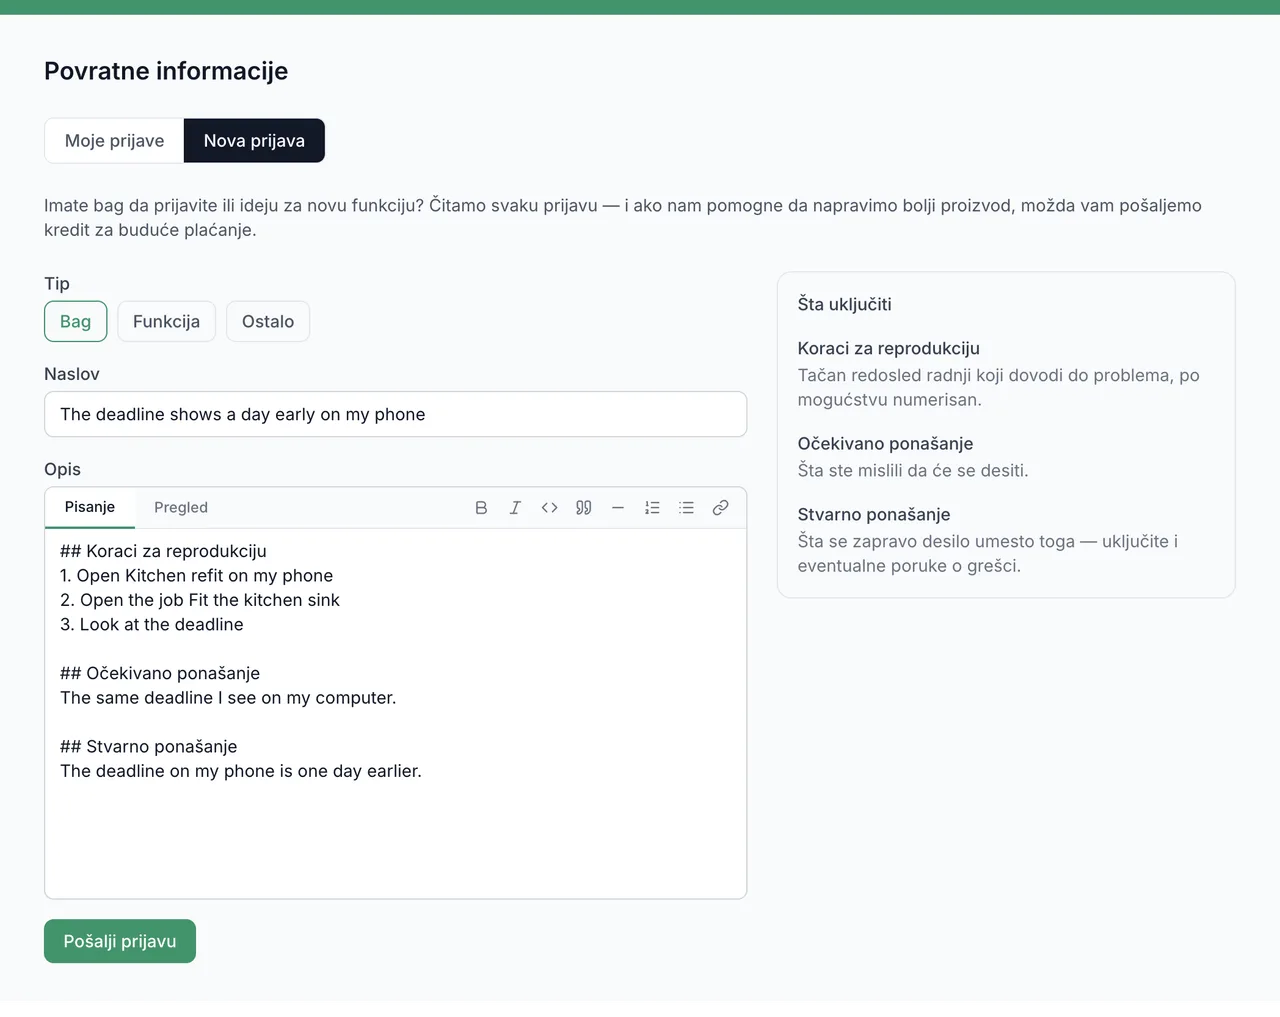 Povratne informacije
Moje prijave
Nova prijava
Imate bag da prijavite ili ideju za novu funkciju? Čitamo svaku prijavu — i ako nam pomogne da napravimo bolji proizvod, možda vam pošaljemo
kredit za buduće plaćanje.
Tip
Bag
Funkcija
Ostalo
Naslov
The deadline shows a day early on my phone
Opis
Pisanje
Pregled
## Koraci za reprodukciju
1. Open Kitchen refit on my phone
2. Open the job Fit the kitchen sink
3. Look at the deadline
## Očekivano ponašanje
The same deadline I see on my computer.
## Stvarno ponašanje
The deadline on my phone is one day earlier.
Pošalji prijavu
Šta uključiti
Koraci za reprodukciju
Tačan redosled radnji koji dovodi do problema, po
mogućstvu numerisan.
Očekivano ponašanje
Šta ste mislili da će se desiti.
Stvarno ponašanje
Šta se zapravo desilo umesto toga — uključite i
eventualne poruke o grešci.